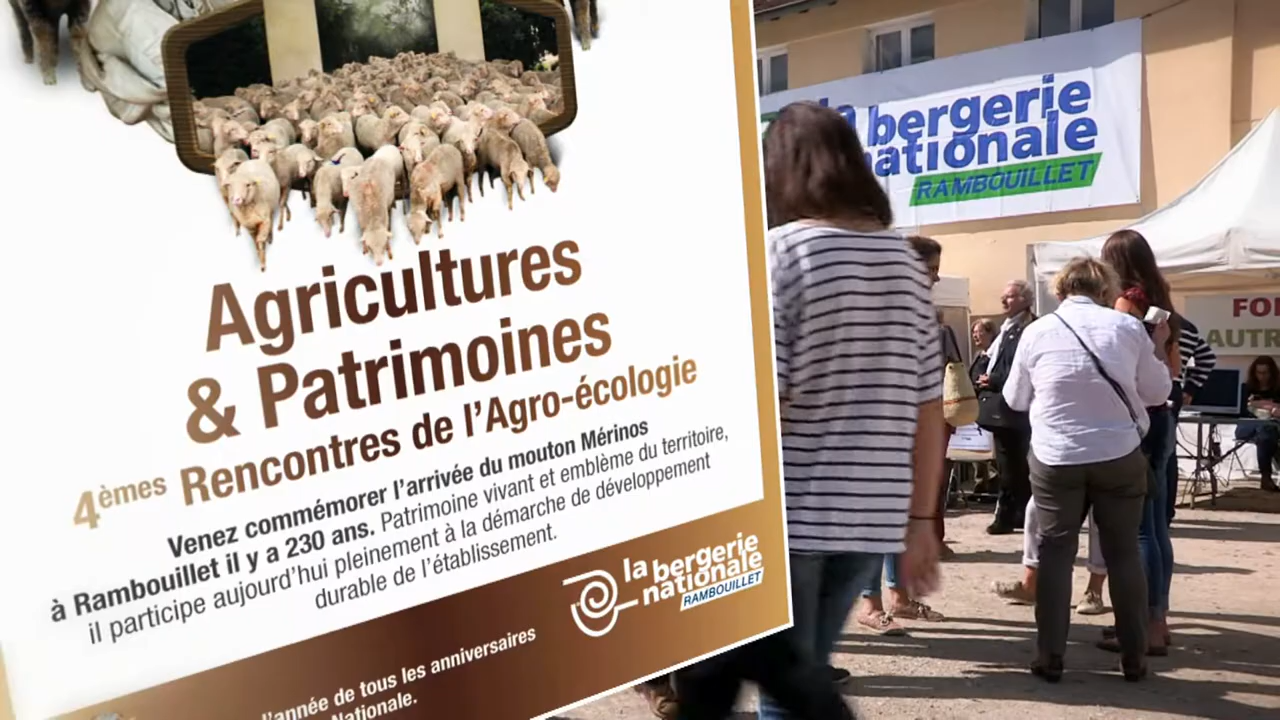 Agricultures
& Patrimoines
4èmes Rencontres de l'Agro-écologie
Venez commémorer l'arrivée du mouton Mérinos
à Rambouillet il y a 230 ans. Patrimoine vivant et emblème du territoire,
il participe aujourd'hui pleinement à la démarche de développement
durable de l'établissement.
la bergerie
nationale
RAMBOUILLET
l'année de tous les anniversaires
Nationale.
la bergerie
nationale
RAMBOUILLET